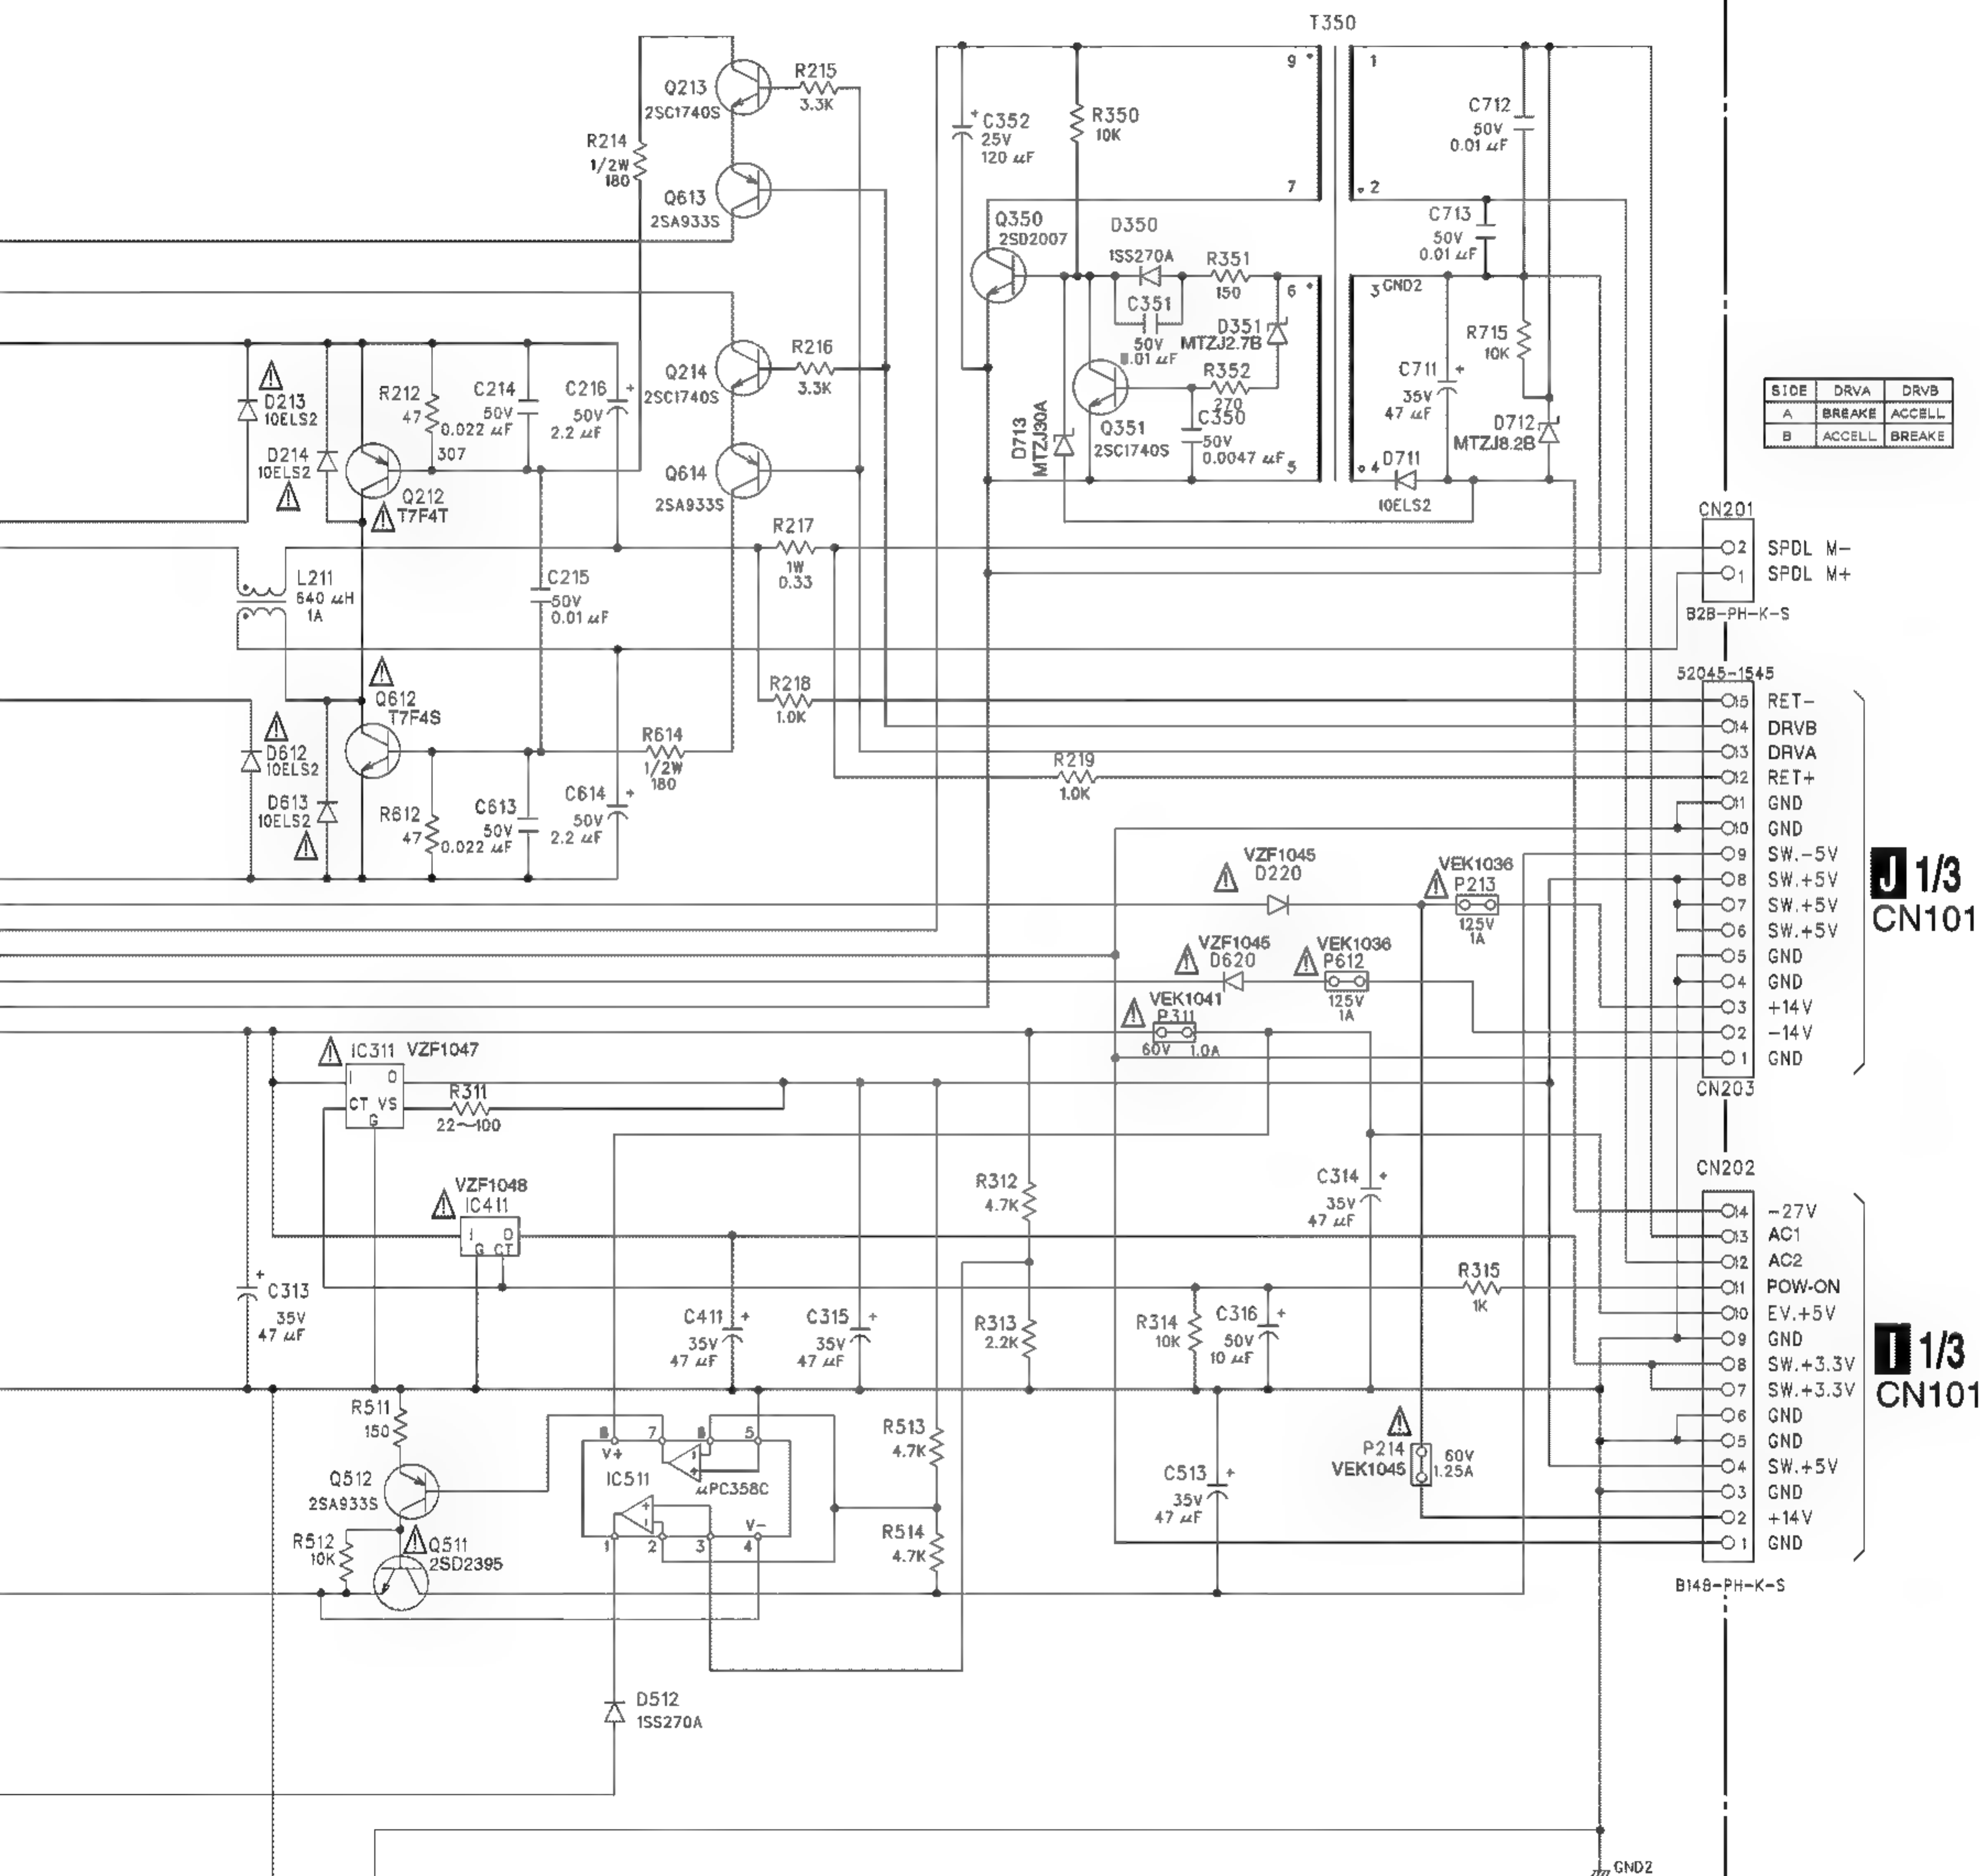 T350
Q213
2SC1740S
R215
3.3K
R214
1/2W
180
Q613
2SA933S
C352
25V
120 µF
R350
10K
9
7
6
5
1
2
3
GND2
4
C712
50V
0.01 µF
C713
50V
0.01 µF
Q350
2SD2007
D350
1SS270A
R351
150
C351
50V
.01 µF
D351
MTZJ2.7B
R352
270
C350
50V
0.0047 µF
Q351
2SC1740S
D713
MTZJ30A
C711
35V
47 µF
R715
10K
D712
MTZJ8.2B
D711
10ELS2
SIDE DRVA DRVB
A BREAKE ACCELL
B ACCELL BREAKE
D213
10ELS2
D214
10ELS2
R212
47
C214
50V
0.022 µF
307
C216
50V
2.2 µF
Q212
T7F4T
Q214
2SC1740S
R216
3.3K
Q614
2SA933S
R217
1W
0.33
CN201
2 SPDL M-
1 SPDL M+
B2B-PH-K-S
L211
640 µH
1A
C215
50V
0.01 µF
Q612
T7F4S
D612
10ELS2
D613
10ELS2
R612
47
C613
50V
0.022 µF
C614
50V
2.2 µF
R614
1/2W
180
R218
1.0K
R219
1.0K
52045-1545
15 RET-
14 DRVB
13 DRVA
12 RET+
11 GND
10 GND
9 SW.-5V
8 SW.+5V
7 SW.+5V
6 SW.+5V
5 GND
4 GND
3 +14V
2 -14V
1 GND
CN203
J 1/3
CN101
VZF1045
D220
VEK1036
P213
125V
1A
VZF1045
D620
VEK1036
P612
125V
1A
VEK1041
P311
60V 1.0A
IC311 VZF1047
I O
CT VS
G
R311
22~100
VZF1048
IC411
I O
G CT
C313
35V
47 µF
C411
35V
47 µF
C315
35V
47 µF
R312
4.7K
R313
2.2K
R314
10K
C316
50V
10 µF
C314
35V
47 µF
R315
1K
CN202
14 -27V
13 AC1
12 AC2
11 POW-ON
10 EV.+5V
9 GND
8 SW.+3.3V
7 SW.+3.3V
6 GND
5 GND
4 SW.+5V
3 GND
2 +14V
1 GND
B14B-PH-K-S
I 1/3
CN101
R511
150
Q512
2SA933S
R512
10K
Q511
2SD2395
7
5
V+
IC511
µPC358C
V-
1 2 3 4
R513
4.7K
R514
4.7K
C513
35V
47 µF
P214
VEK1045
60V
1.25A
D512
1SS270A
GND2